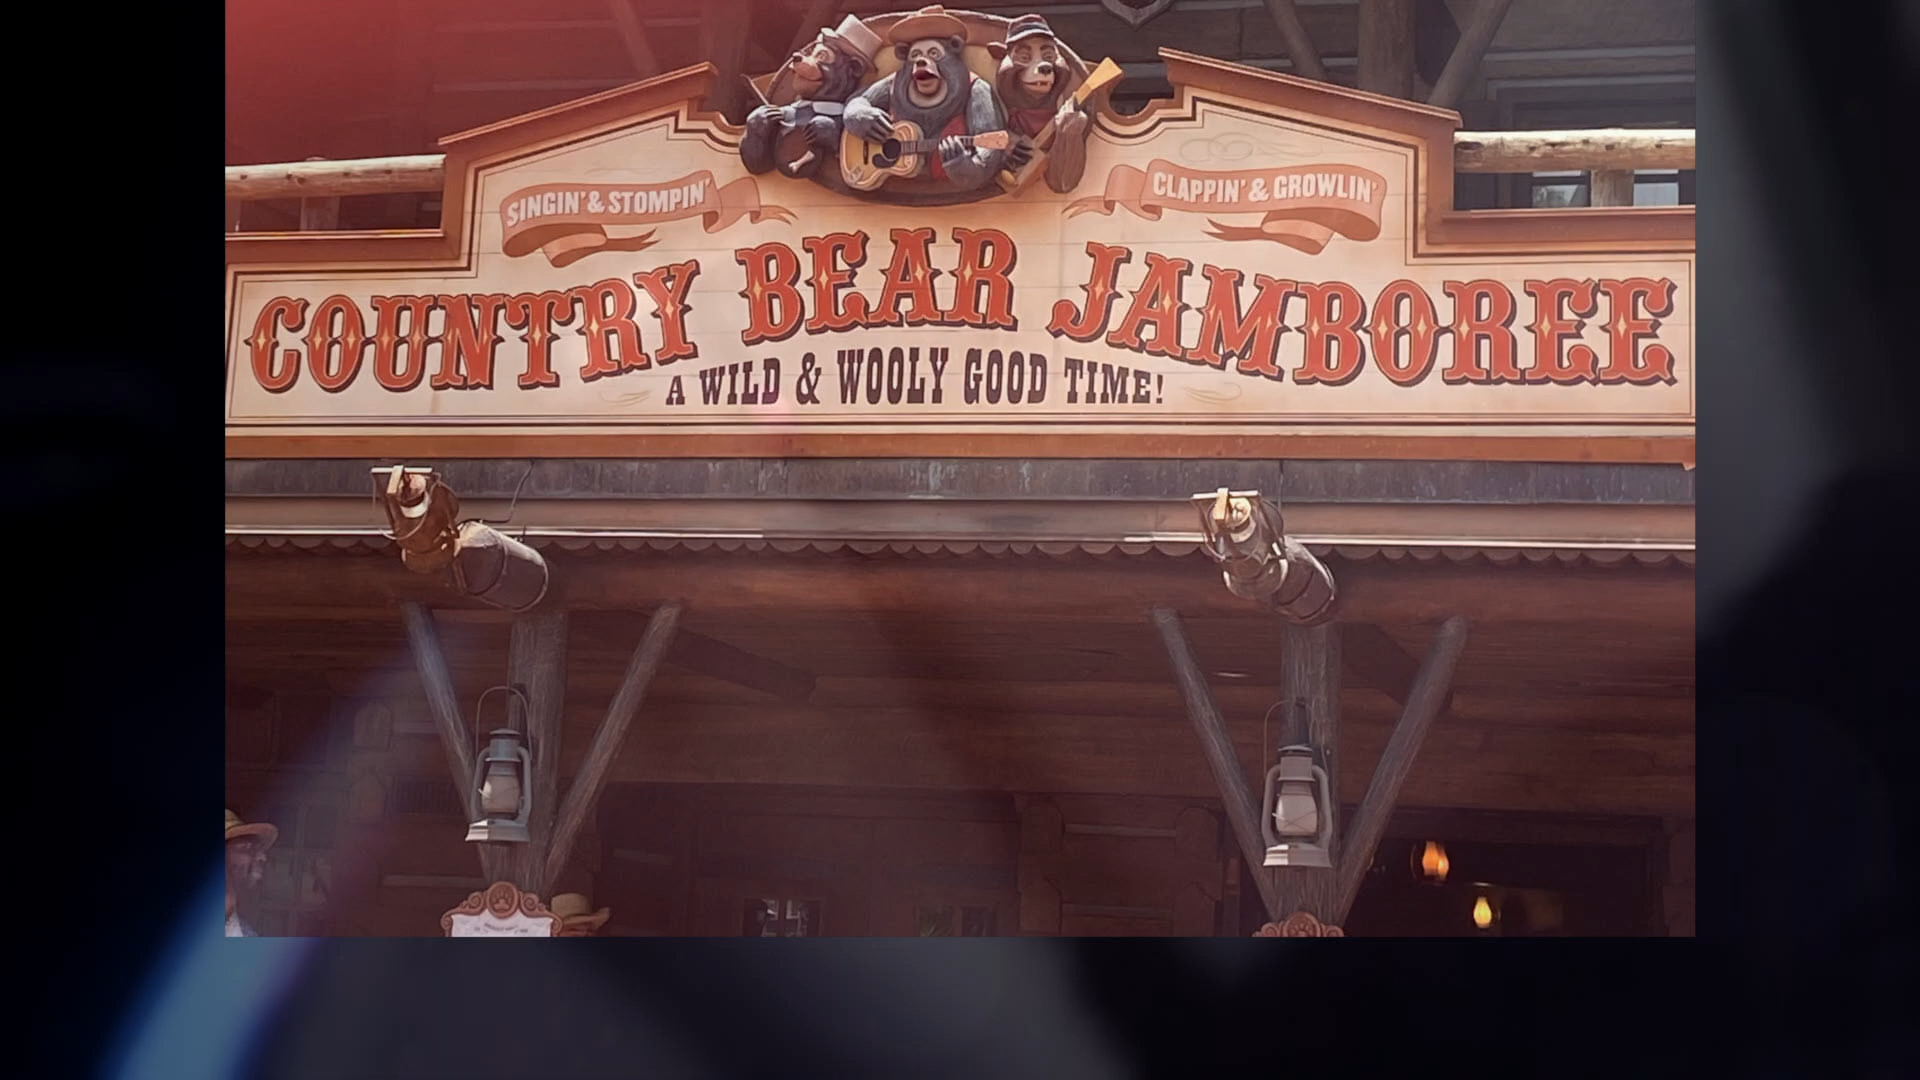 SINGIN' & STOMPIN'
CLAPPIN' & GROWLIN'
COUNTRY BEAR JAMBOREE
A WILD & WOOLY GOOD TIME!